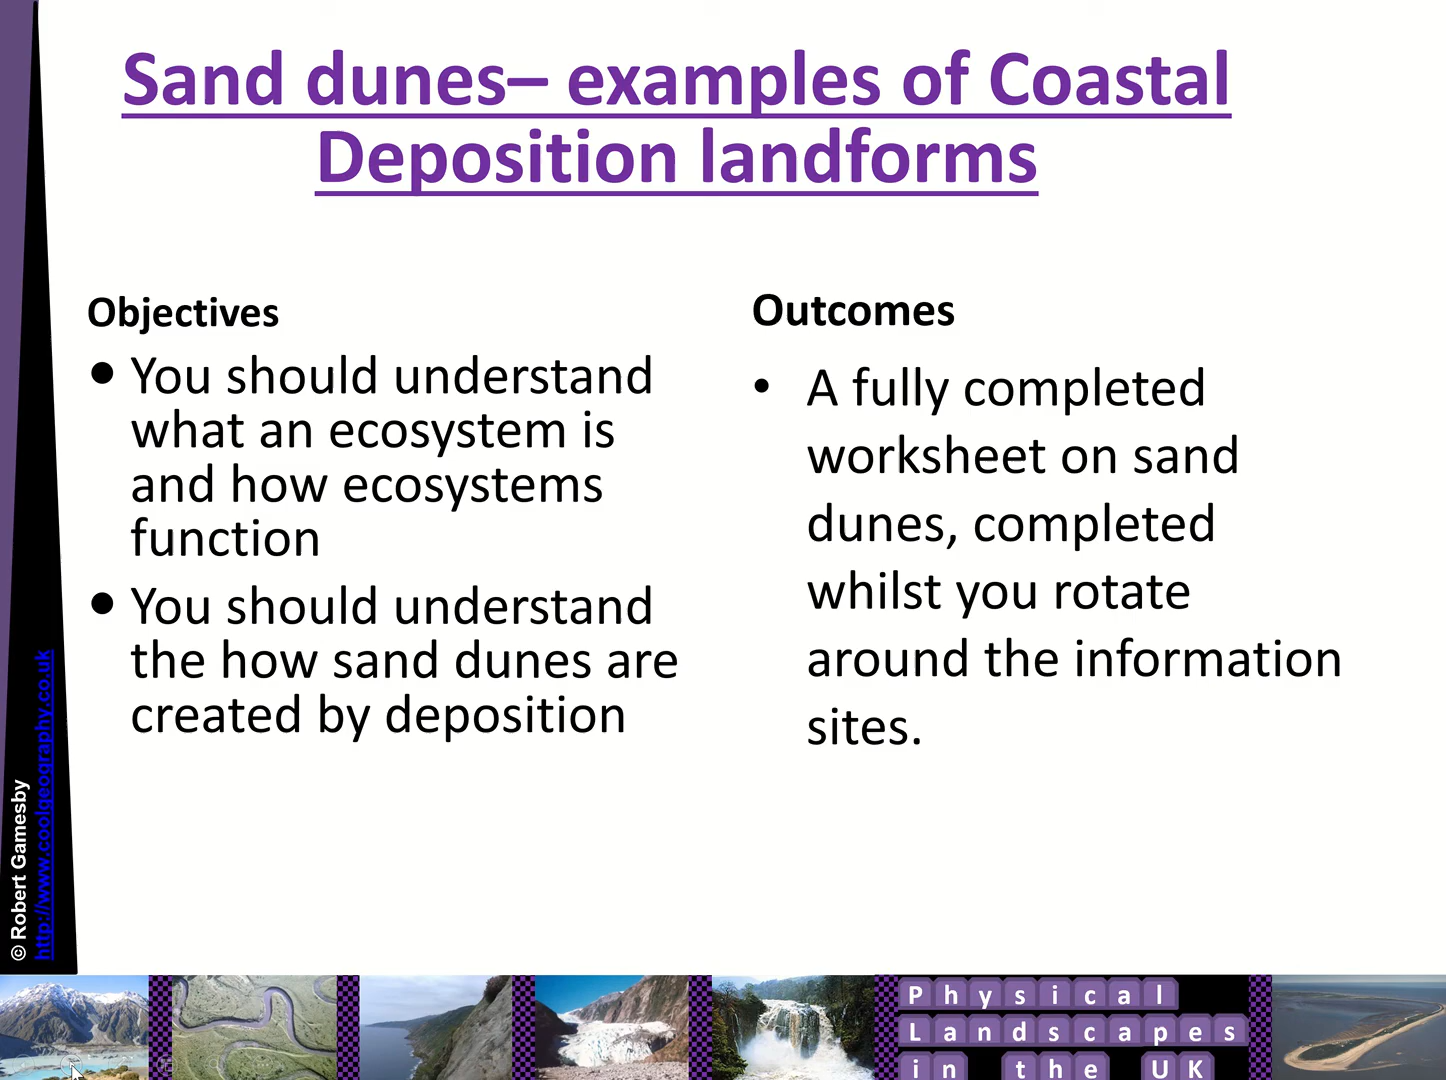 Sand dunes– examples of Coastal
Deposition landforms
Objectives
● You should understand
what an ecosystem is
and how ecosystems
function
● You should understand
the how sand dunes are
created by deposition
Outcomes
• A fully completed
worksheet on sand
dunes, completed
whilst you rotate
around the information
sites.
© Robert Gamesby
http://www.coolgeography.co.uk
Physical
Landscapes
in the UK